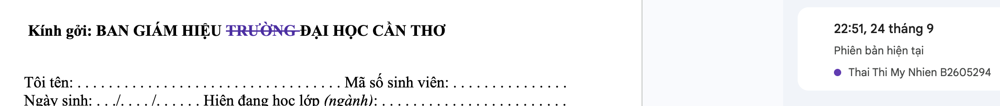 Kính gởi: BAN GIÁM HIỆU TRƯỜNG ĐẠI HỌC CẦN THƠ
Tôi tên: . . . . . . . . . . . . . . . . . . . . . . . . . . . . . . . . . . Mã số sinh viên: . . . . . . . . . . . . . . .
Ngày sinh: . . ./. . . . /. . . . . . Hiện đang học lớp (ngành): . . . . . . . . . . . . . . . . . . . . . . . .
22:51, 24 tháng 9
Phiên bản hiện tại
Thai Thi My Nhien B2605294